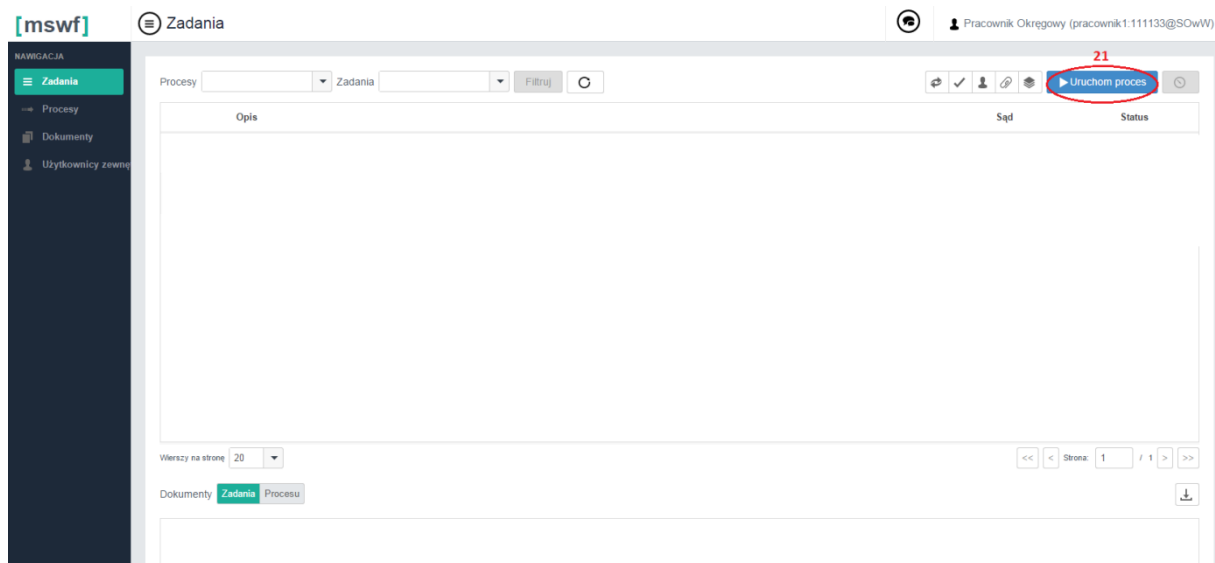 [mswf]
Zadania
Pracownik Okręgowy (pracownik1:111133@SOwW)
NAWIGACJA
Zadania
Procesy
Dokumenty
Użytkownicy zewnę
21
Procesy Zadania Filtruj Uruchom proces
Opis Sąd Status
Wierszy na stronę 20 << < Strona: 1 / 1 > >>
Dokumenty Zadania Procesu